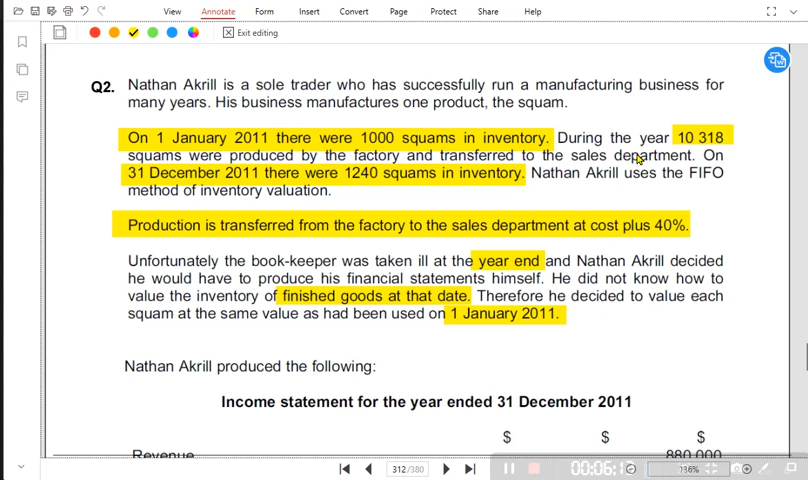 View Annotate Form Insert Convert Page Protect Share Help
Exit editing
Q2. Nathan Akrill is a sole trader who has successfully run a manufacturing business for
many years. His business manufactures one product, the squam.
On 1 January 2011 there were 1000 squams in inventory. During the year 10 318
squams were produced by the factory and transferred to the sales department. On
31 December 2011 there were 1240 squams in inventory. Nathan Akrill uses the FIFO
method of inventory valuation.
Production is transferred from the factory to the sales department at cost plus 40%.
Unfortunately the book-keeper was taken ill at the year end and Nathan Akrill decided
he would have to produce his financial statements himself. He did not know how to
value the inventory of finished goods at that date. Therefore he decided to value each
squam at the same value as had been used on 1 January 2011.
Nathan Akrill produced the following:
Income statement for the year ended 31 December 2011
$ $ $
Revenue 880 000
312 /380